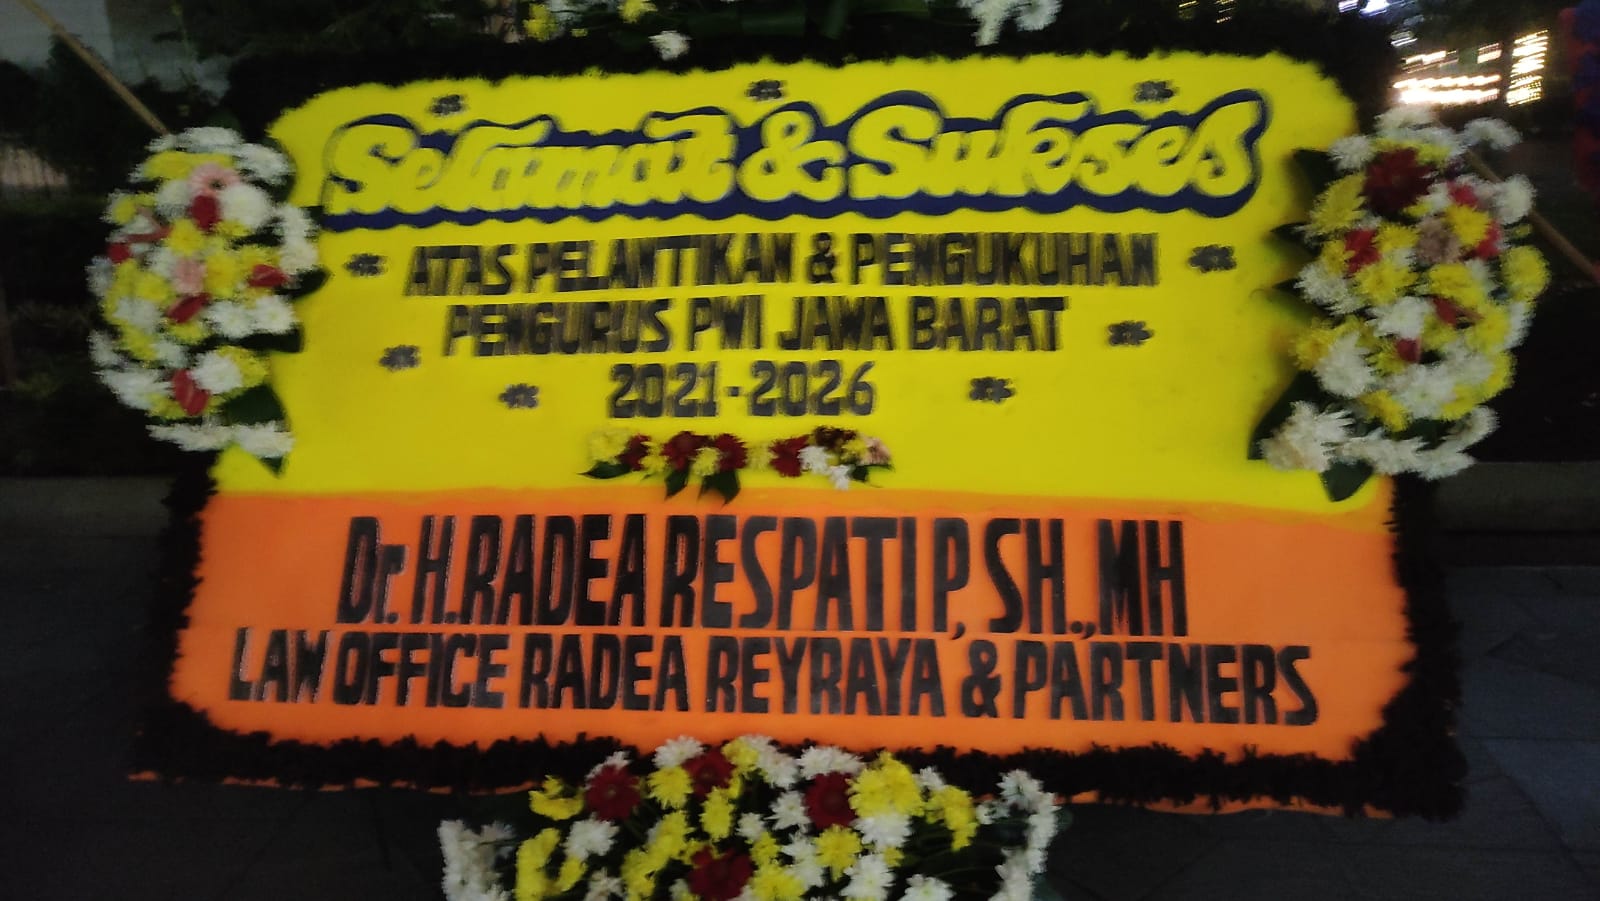 Selamat & Sukses
ATAS PELANTIKAN & PENGUKUHAN
PENGURUS PWI JAWA BARAT
2021-2026
Dr. H. RADEA RESPATI P, SH., MH
LAW OFFICE RADEA REYRAYA & PARTNERS